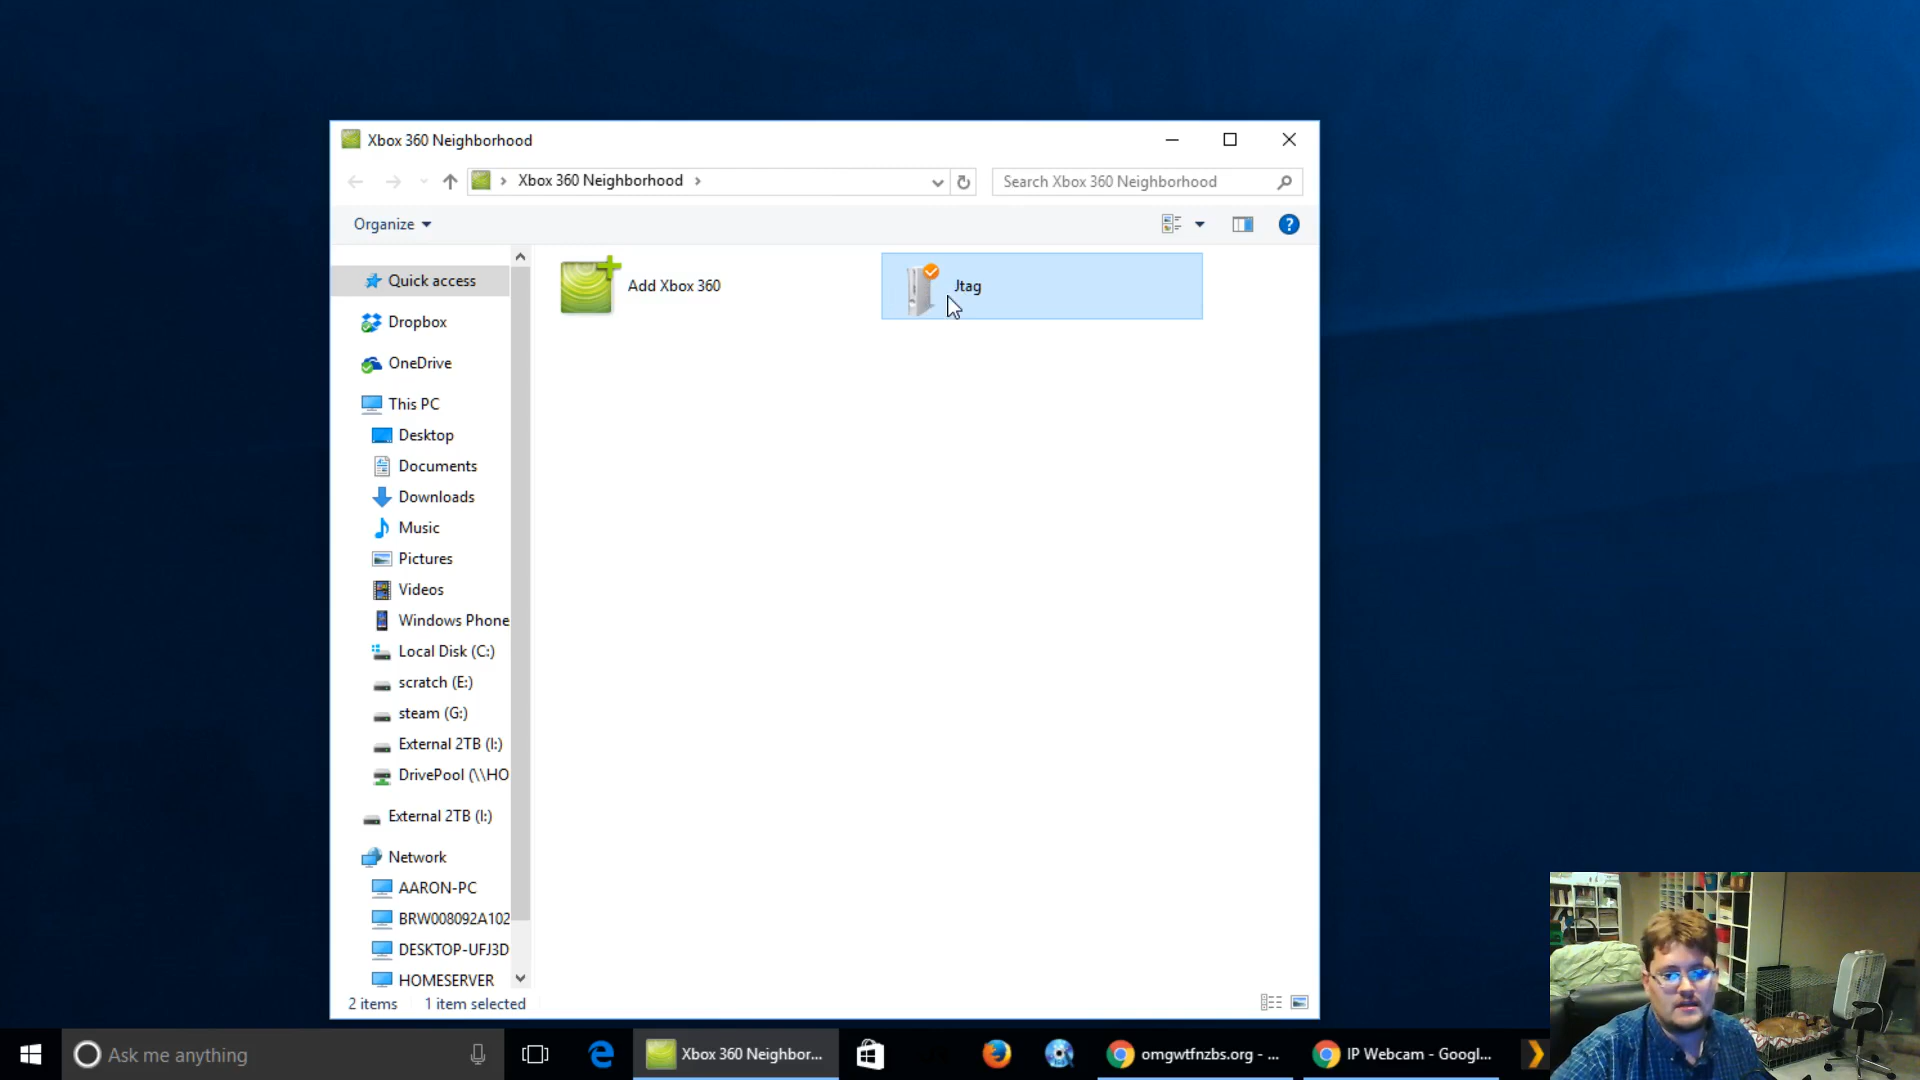 Xbox 360 Neighborhood
Xbox 360 Neighborhood
Search Xbox 360 Neighborhood
Organize
?
Quick access
Add Xbox 360
Jtag
Dropbox
OneDrive
This PC
Desktop
Documents
Downloads
Music
Pictures
Videos
Windows Phone
Local Disk (C:)
scratch (E:)
steam (G:)
External 2TB (I:)
DrivePool (\\HO
External 2TB (I:)
Network
AARON-PC
BRW008092A102
DESKTOP-UFJ3D
HOMESERVER
2 items 1 item selected
Ask me anything
Xbox 360 Neighbor...
omgwtfnzbs.org - ...
IP Webcam - Googl...